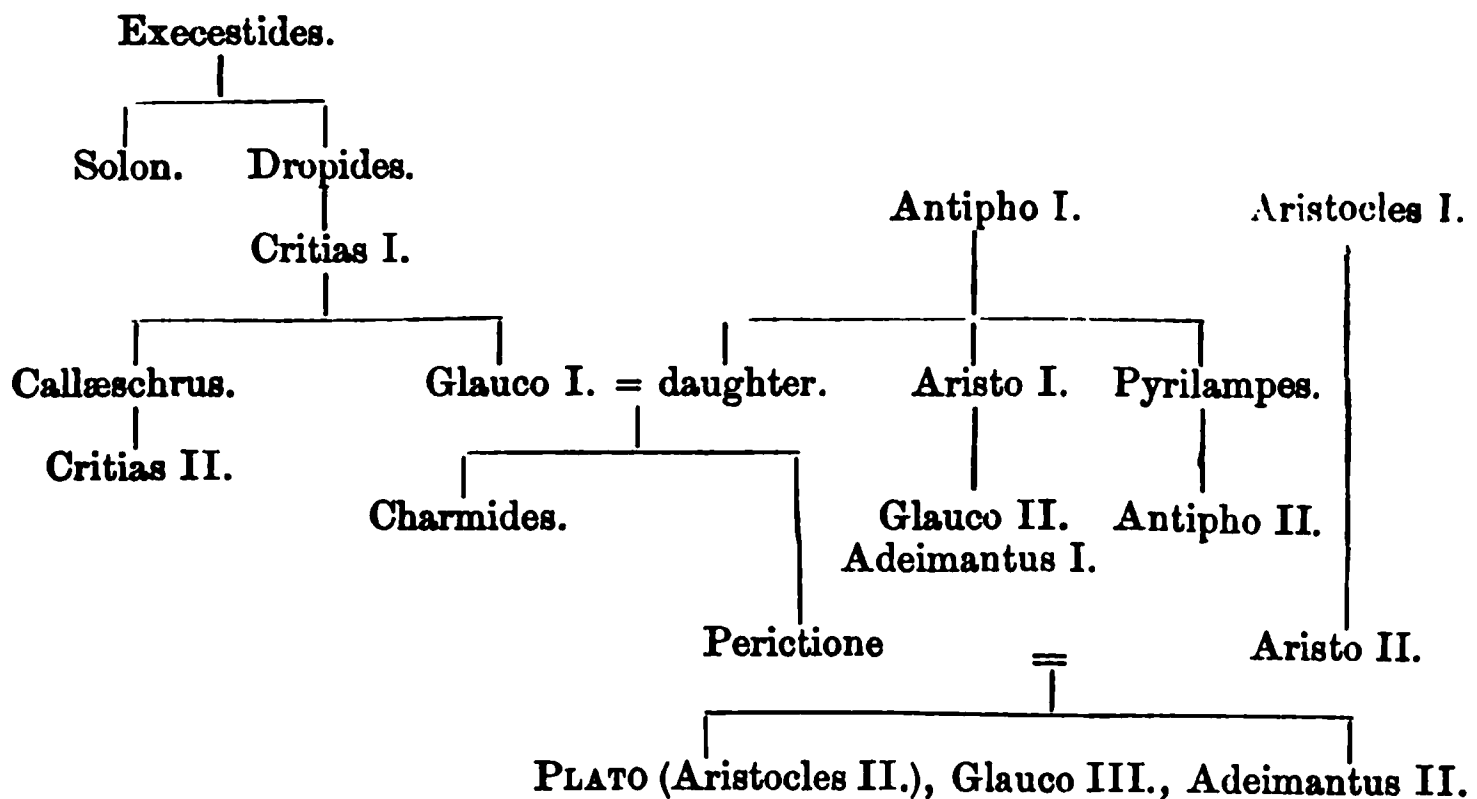 Execestides.
Solon. Dropides.
Antipho I. Aristocles I.
Critias I.
Callæschrus. Glauco I. = daughter. Aristo I. Pyrilampes.
Critias II.
Charmides. Glauco II. Antipho II.
Adeimantus I.
Perictione = Aristo II.
PLATO (Aristocles II.), Glauco III., Adeimantus II.